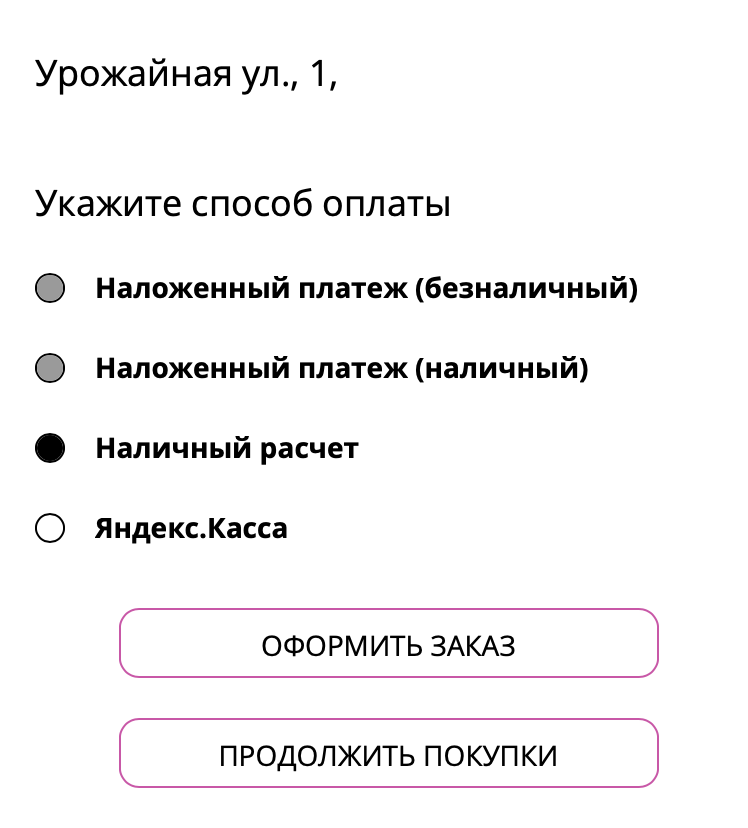 Урожайная ул., 1,
Укажите способ оплаты
Наложенный платеж (безналичный)
Наложенный платеж (наличный)
Наличный расчет
Яндекс.Касса
ОФОРМИТЬ ЗАКАЗ
ПРОДОЛЖИТЬ ПОКУПКИ